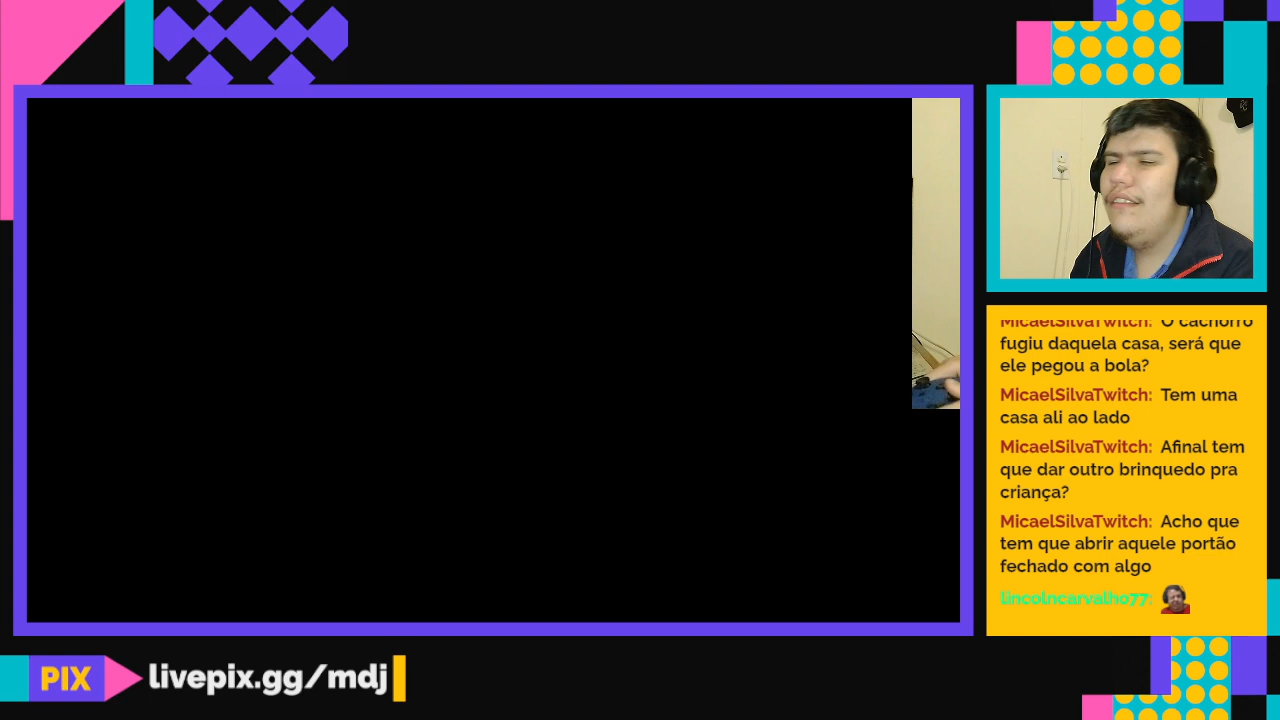 MicaelSilvaTwitch: O cachorro
fugiu daquela casa, será que
ele pegou a bola?
MicaelSilvaTwitch: Tem uma
casa ali ao lado
MicaelSilvaTwitch: Afinal tem
que dar outro brinquedo pra
criança?
MicaelSilvaTwitch: Acho que
tem que abrir aquele portão
fechado com algo
lincolncarvalho77:
PIX livepix.gg/mdj